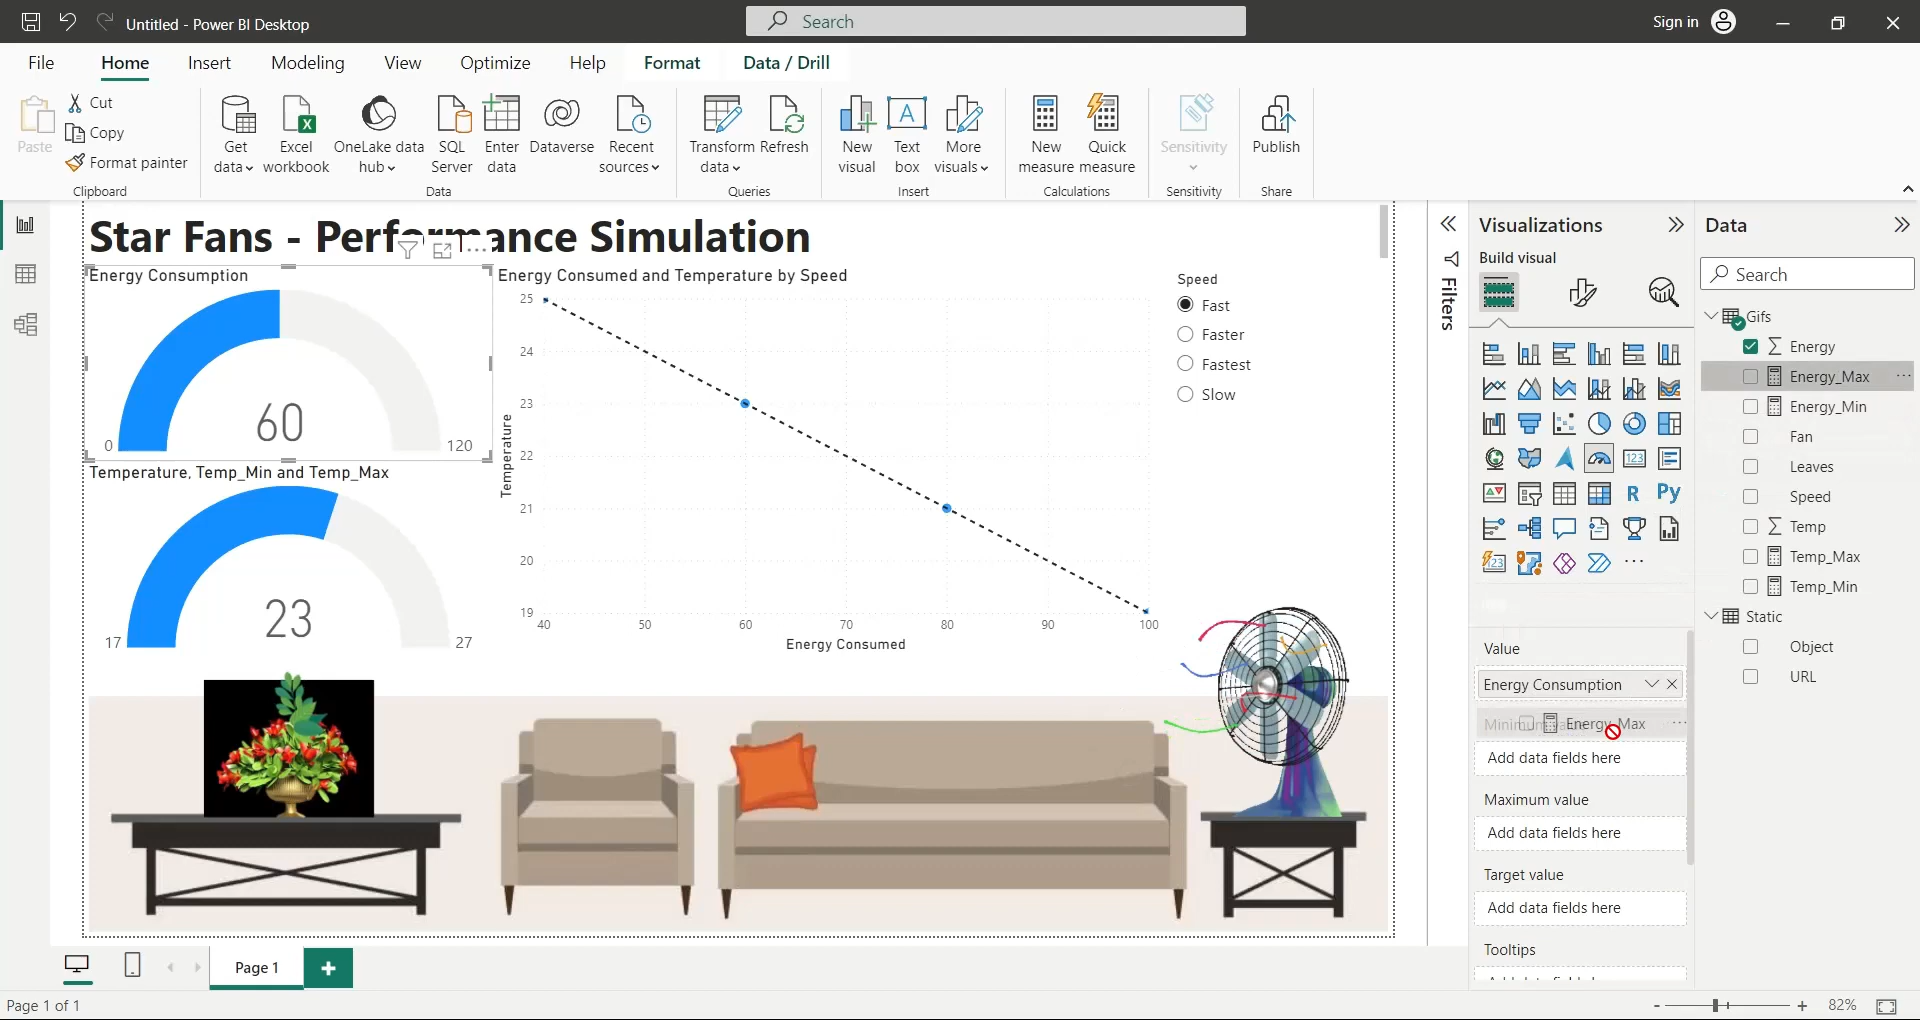 Untitled - Power BI Desktop
Search
Sign in
File Home Insert Modeling View Optimize Help Format Data / Drill
Paste
Cut
Copy
Format painter
Clipboard
Get data
Excel workbook
OneLake data hub
SQL Server
Enter data
Dataverse
Recent sources
Data
Transform data
Refresh
Queries
New visual
Text box
More visuals
Insert
New measure
Quick measure
Calculations
Sensitivity
Sensitivity
Publish
Share
Star Fans - Performance Simulation
Energy Consumption
60
0
120
Temperature, Temp_Min and Temp_Max
23
17
27
Energy Consumed and Temperature by Speed
Temperature
25
24
23
22
21
20
19
40 50 60 70 80 90 100
Energy Consumed
Speed
Fast
Faster
Fastest
Slow
Filters
Visualizations
Build visual
123
R
Py
123
Value
Energy Consumption
Minimum value
Energy_Max
Add data fields here
Maximum value
Add data fields here
Target value
Add data fields here
Tooltips
Data
Search
Gifs
Energy
Energy_Max
Energy_Min
Fan
Leaves
Speed
Temp
Temp_Max
Temp_Min
Static
Object
URL
Page 1
Page 1 of 1
82%